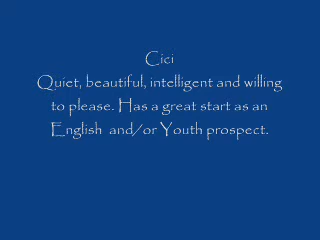 Cici
Quiet, beautiful, intelligent and willing
to please. Has a great start as an
English and/or Youth prospect.